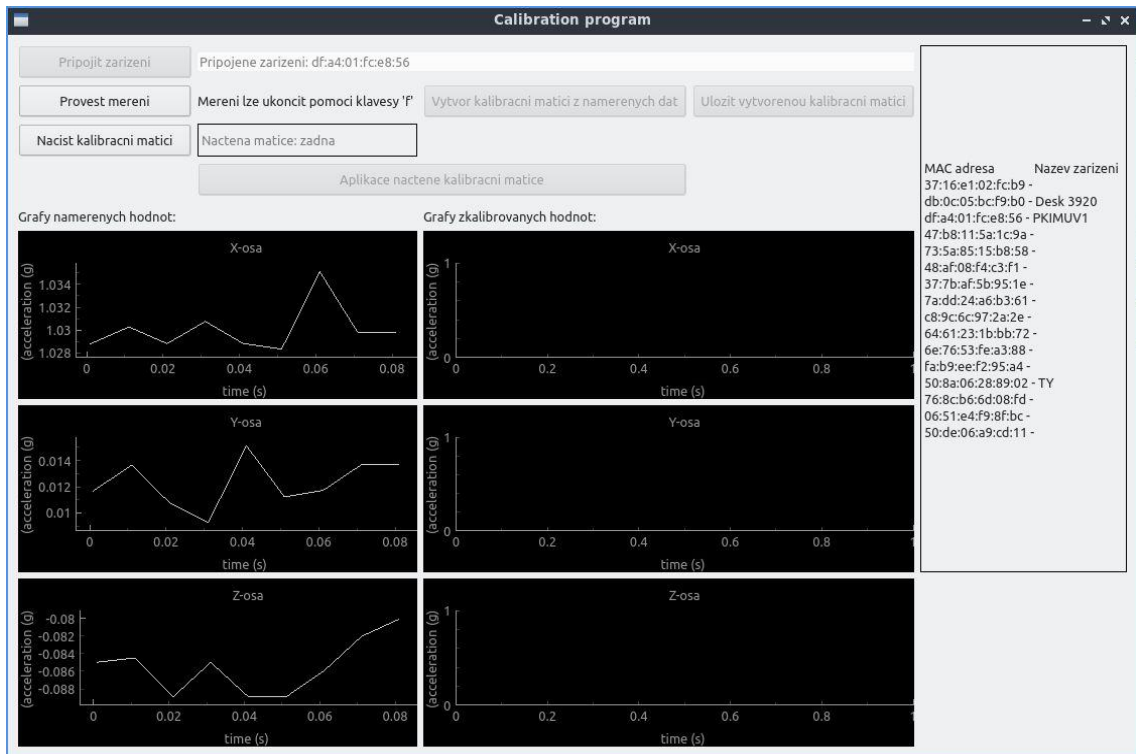 Calibration program
Pripojit zarizeni
Pripojene zarizeni: df:a4:01:fc:e8:56
Provest mereni
Mereni lze ukoncit pomoci klavesy 'f'
Vytvor kalibracni matici z namerenych dat
Ulozit vytvorenou kalibracni matici
Nacist kalibracni matici
Nactena matice: zadna
Aplikace nactene kalibracni matice
Grafy namerenych hodnot:
Grafy zkalibrovanych hodnot:
X-osa
(acceleration (g)
1.034
1.032
1.03
1.028
0 0.02 0.04 0.06 0.08
time (s)
X-osa
(acceleration (g)
1
0
0 0.2 0.4 0.6 0.8 1
time (s)
Y-osa
(acceleration (g)
0.014
0.012
0.01
0 0.02 0.04 0.06 0.08
time (s)
Y-osa
(acceleration (g)
1
0
0 0.2 0.4 0.6 0.8 1
time (s)
Z-osa
(acceleration (g)
-0.08
-0.082
-0.084
-0.086
-0.088
0 0.02 0.04 0.06 0.08
time (s)
Z-osa
(acceleration (g)
1
0
0 0.2 0.4 0.6 0.8 1
time (s)
MAC adresa Nazev zarizeni
37:16:e1:02:fc:b9 -
db:0c:05:bc:f9:b0 - Desk 3920
df:a4:01:fc:e8:56 - PKIMUV1
47:b8:11:5a:1c:9a -
73:5a:85:15:b8:58 -
48:af:08:f4:c3:f1 -
37:7b:af:5b:95:1e -
7a:dd:24:a6:b3:61 -
c8:9c:6c:97:2a:2e -
64:61:23:1b:bb:72 -
6e:76:53:fe:a3:88 -
fa:b9:ee:f2:95:a4 -
50:8a:06:28:89:02 - TY
76:8c:b6:6d:08:fd -
06:51:e4:f9:8f:bc -
50:de:06:a9:cd:11 -